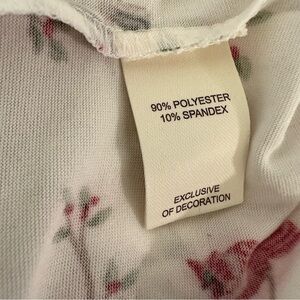 90% POLYESTER
10% SPANDEX
EXCLUSIVE
OF DECORATION